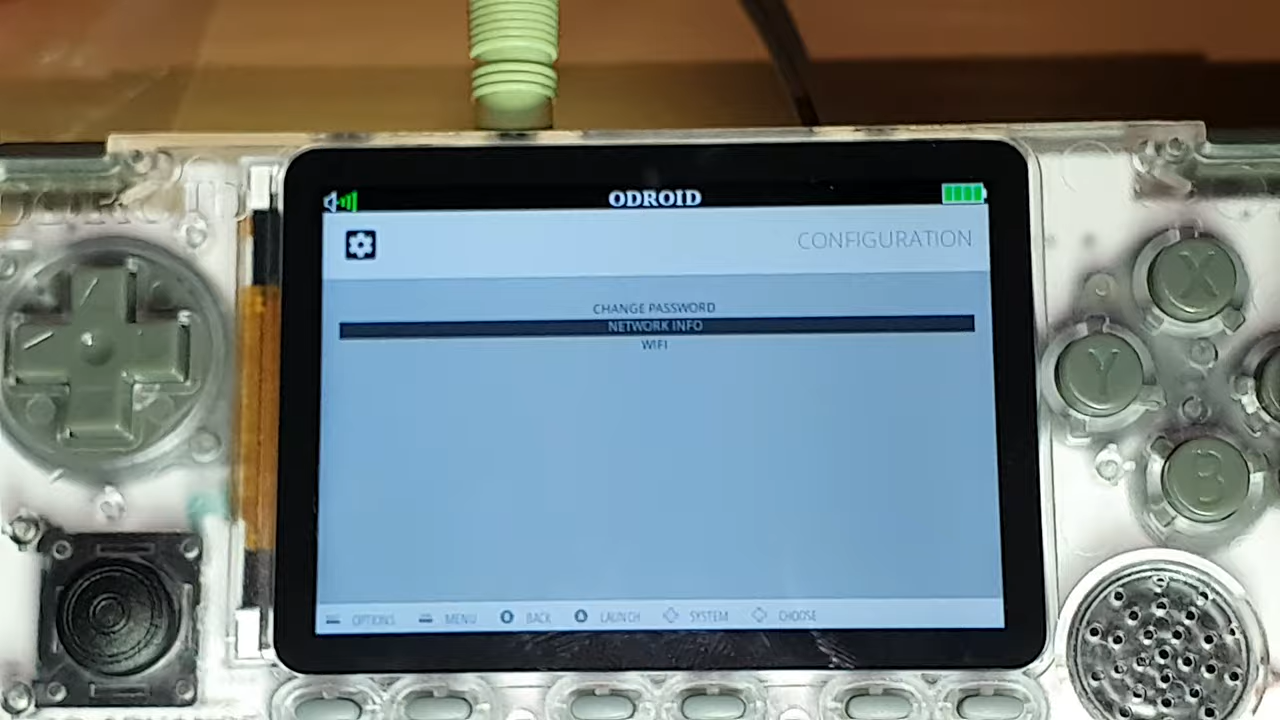 ODROID
CONFIGURATION
CHANGE PASSWORD
NETWORK INFO
WIFI
OPTIONS MENU B BACK A LAUNCH SYSTEM CHOOSE
X
Y
B